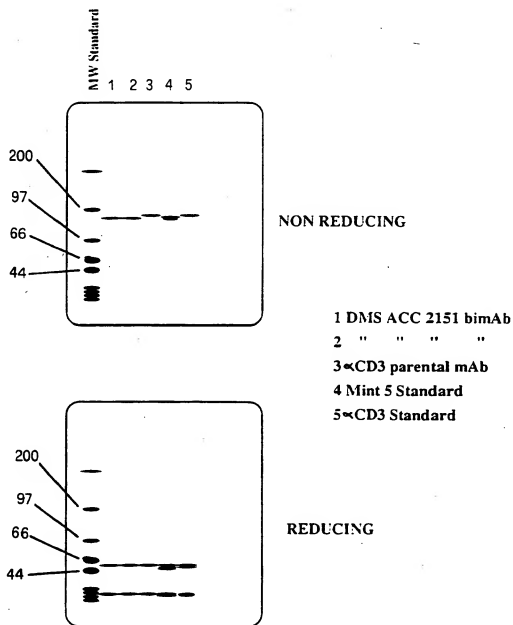 MW Standard
1 2 3 4 5
200
97
66
44
NON REDUCING
1 DMS ACC 2151 bimAb
2 " " " "
3 ∝CD3 parental mAb
4 Mint 5 Standard
5 ∝CD3 Standard
200
97
66
44
REDUCING